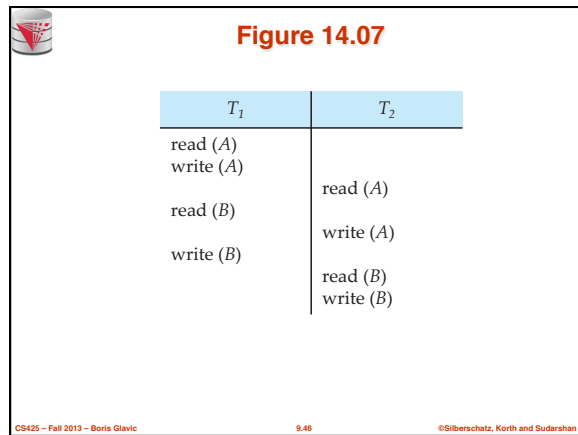 Figure 14.07
T1 T2
read (A)
write (A)
read (A)
read (B)
write (A)
write (B)
read (B)
write (B)
CS425 – Fall 2013 – Boris Glavic 9.46 ©Silberschatz, Korth and Sudarshan